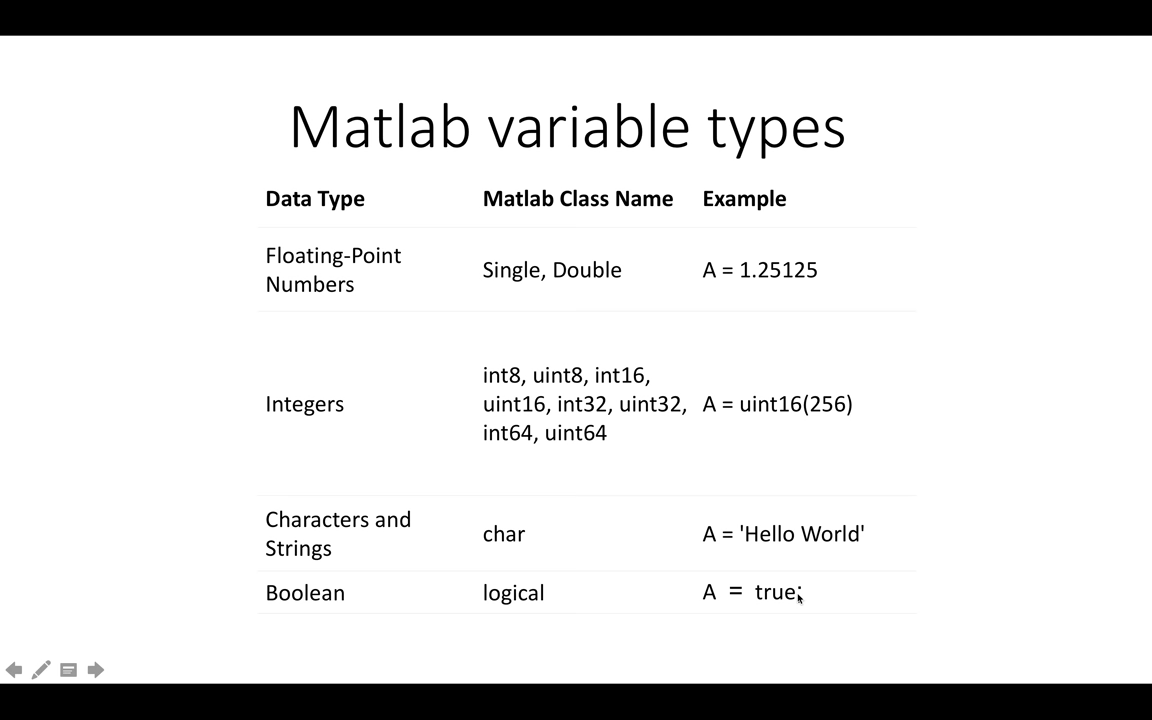 Matlab variable types
Data Type Matlab Class Name Example
Floating-Point
Numbers
Single, Double A = 1.25125
Integers
int8, uint8, int16,
uint16, int32, uint32,
int64, uint64
A = uint16(256)
Characters and
Strings
char A = 'Hello World'
Boolean logical A = true;